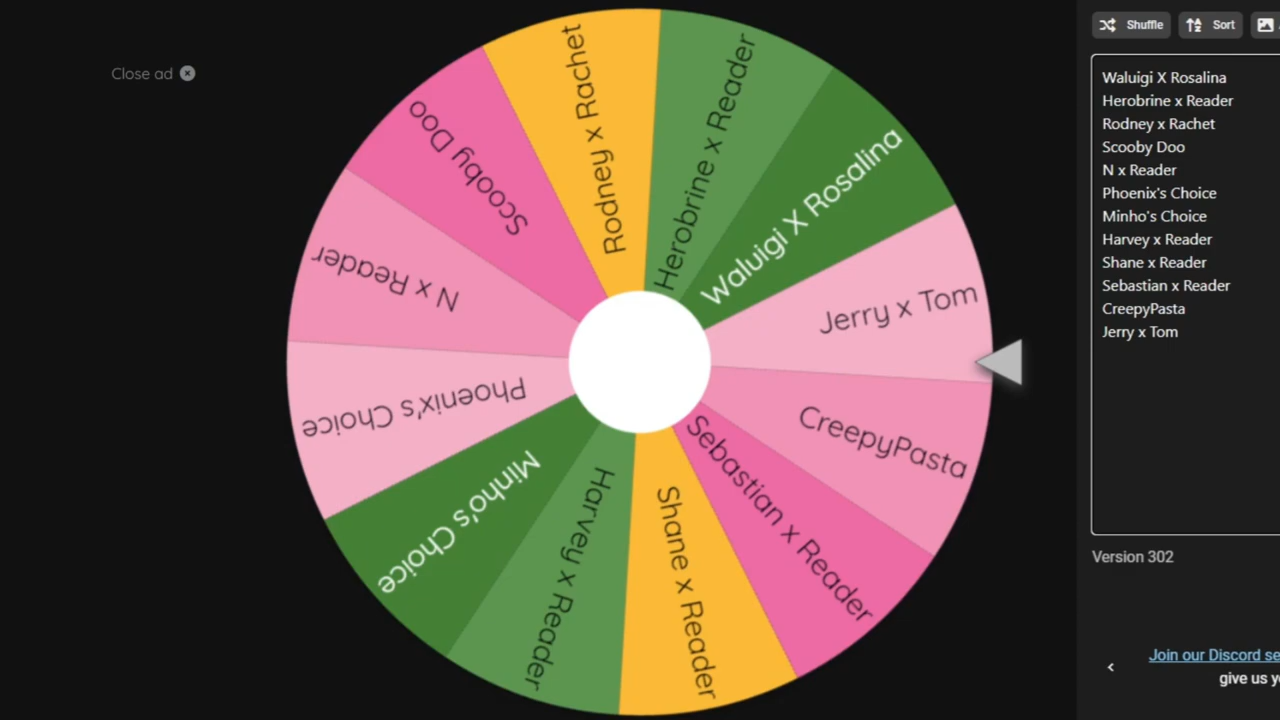 Close ad
Rodney x Rachet
Herobrine x Reader
Waluigi X Rosalina
Jerry x Tom
CreepyPasta
Sebastian x Reader
Shane x Reader
Harvey x Reader
Minho's Choice
Phoenix's Choice
N x Reader
Scooby Doo
Shuffle
Sort
Waluigi X Rosalina
Herobrine x Reader
Rodney x Rachet
Scooby Doo
N x Reader
Phoenix's Choice
Minho's Choice
Harvey x Reader
Shane x Reader
Sebastian x Reader
CreepyPasta
Jerry x Tom
Version 302
Join our Discord se
give us y